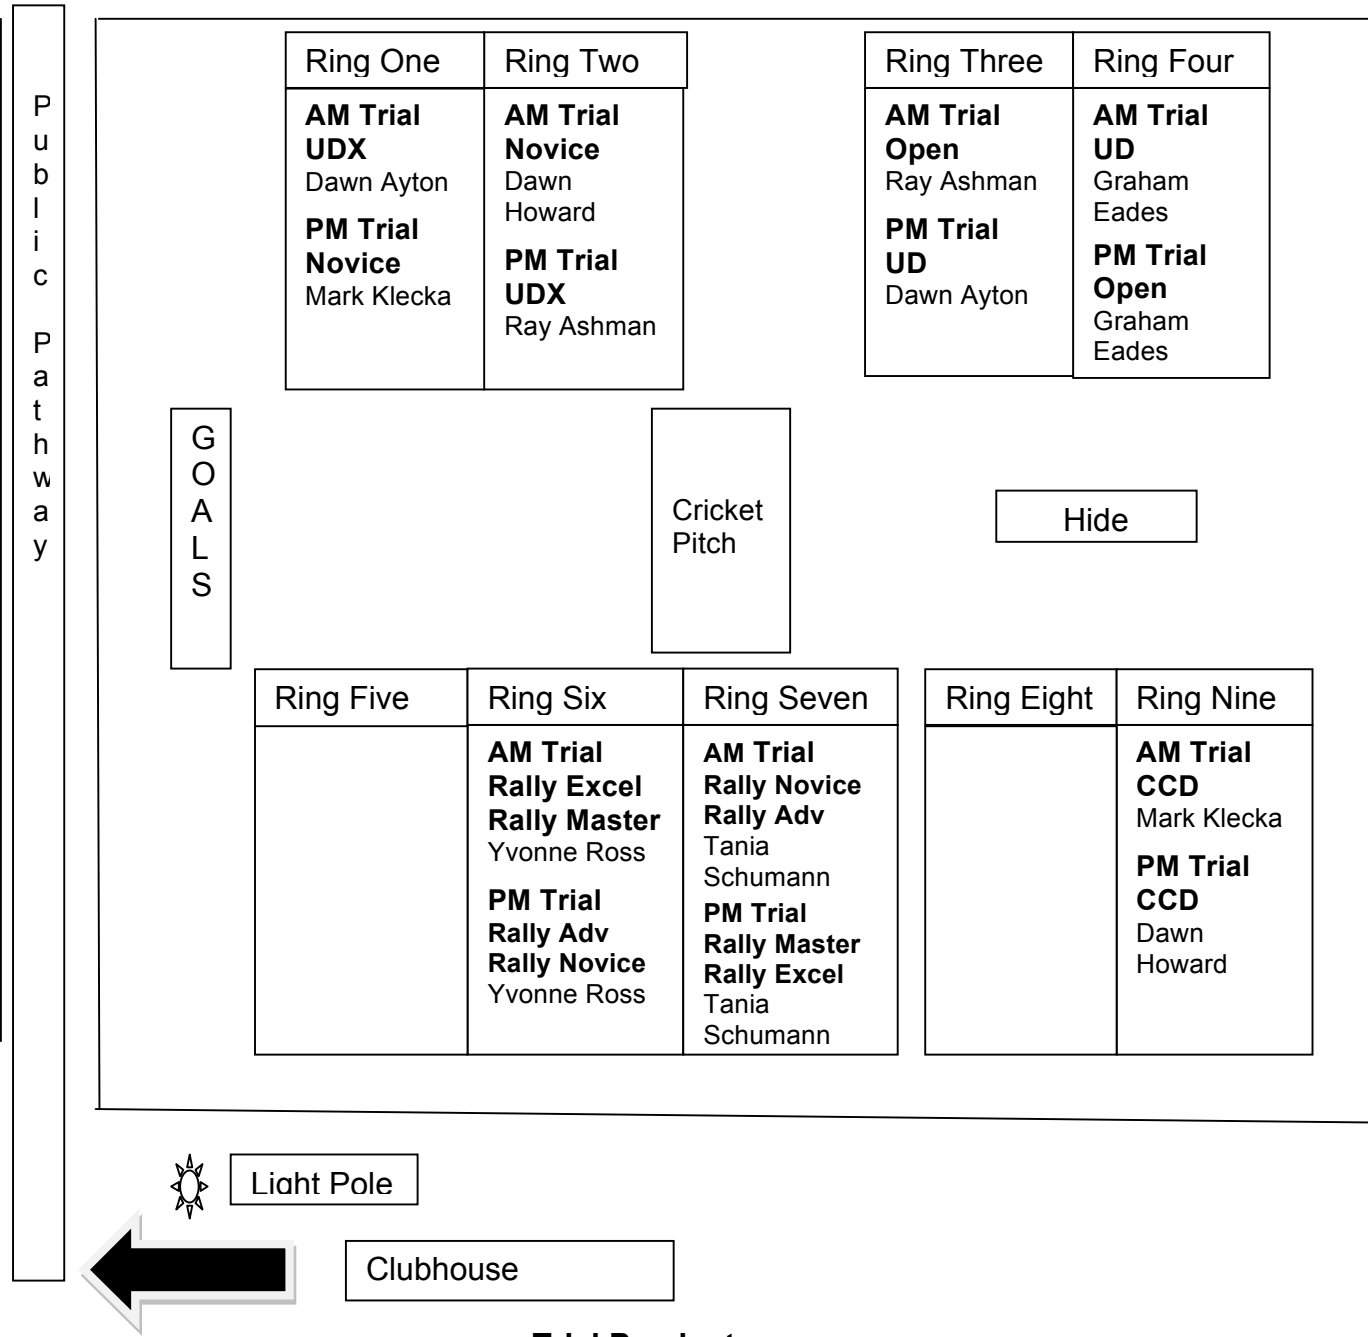 Public Pathway
Ring One
AM Trial
UDX
Dawn Ayton
PM Trial
Novice
Mark Klecka
Ring Two
AM Trial
Novice
Dawn
Howard
PM Trial
UDX
Ray Ashman
Ring Three
AM Trial
Open
Ray Ashman
PM Trial
UD
Dawn Ayton
Ring Four
AM Trial
UD
Graham
Eades
PM Trial
Open
Graham
Eades
GOALS
Cricket
Pitch
Hide
Ring Five
Ring Six
AM Trial
Rally Excel
Rally Master
Yvonne Ross
PM Trial
Rally Adv
Rally Novice
Yvonne Ross
Ring Seven
AM Trial
Rally Novice
Rally Adv
Tania
Schumann
PM Trial
Rally Master
Rally Excel
Tania
Schumann
Ring Eight
Ring Nine
AM Trial
CCD
Mark Klecka
PM Trial
CCD
Dawn
Howard
Light Pole
Clubhouse
Trial